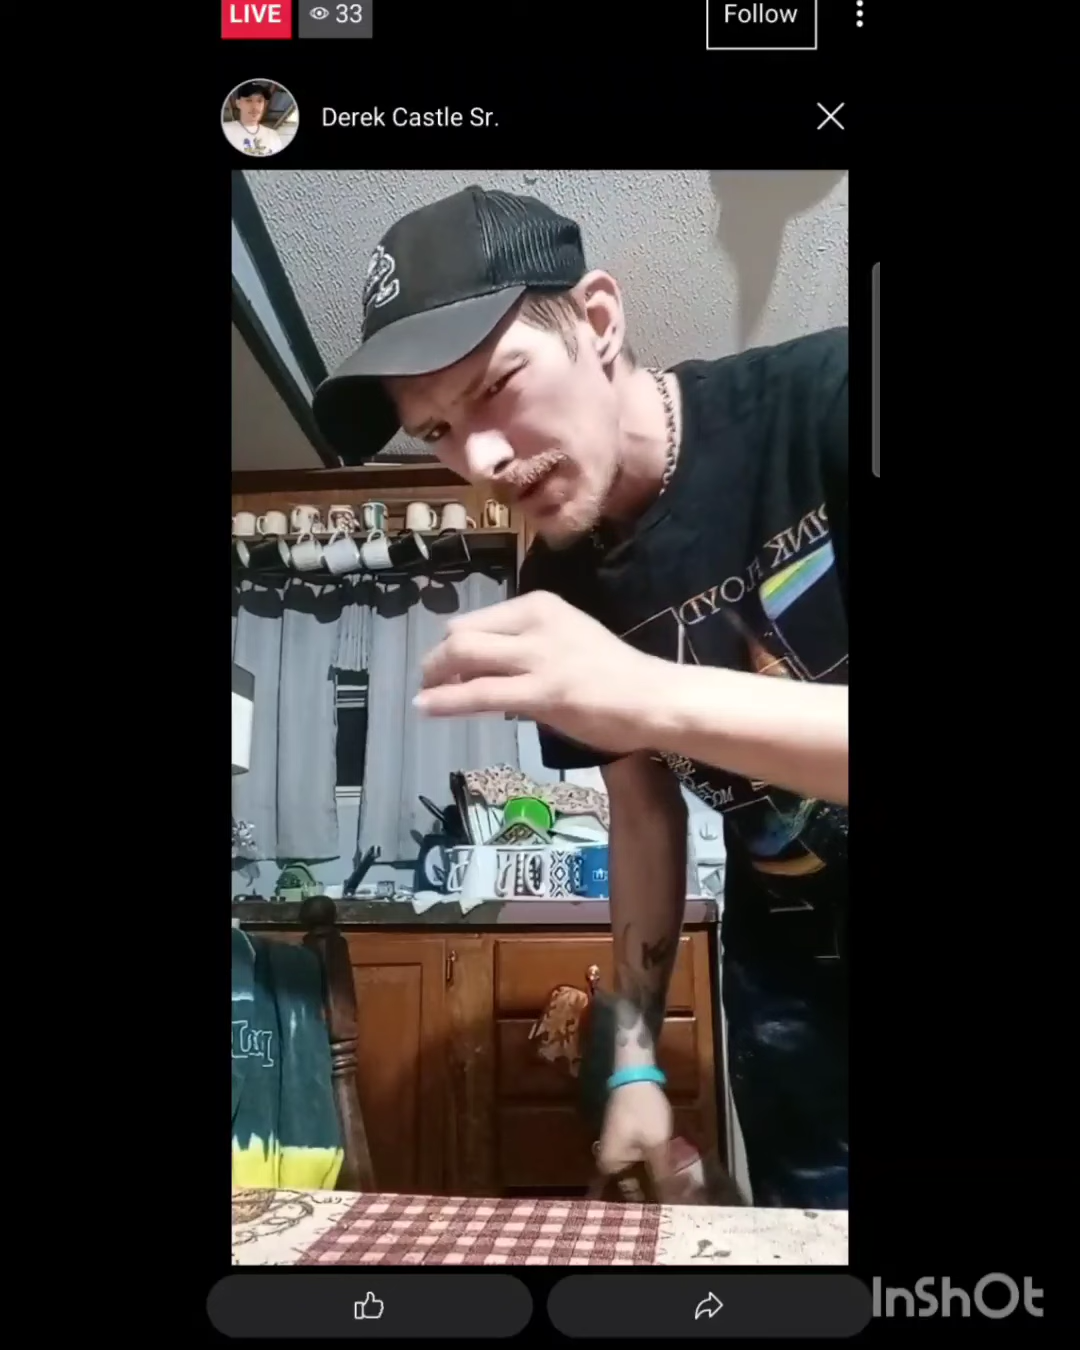 LIVE
33
Follow
Derek Castle Sr.
PINK FLOYD
InShOt